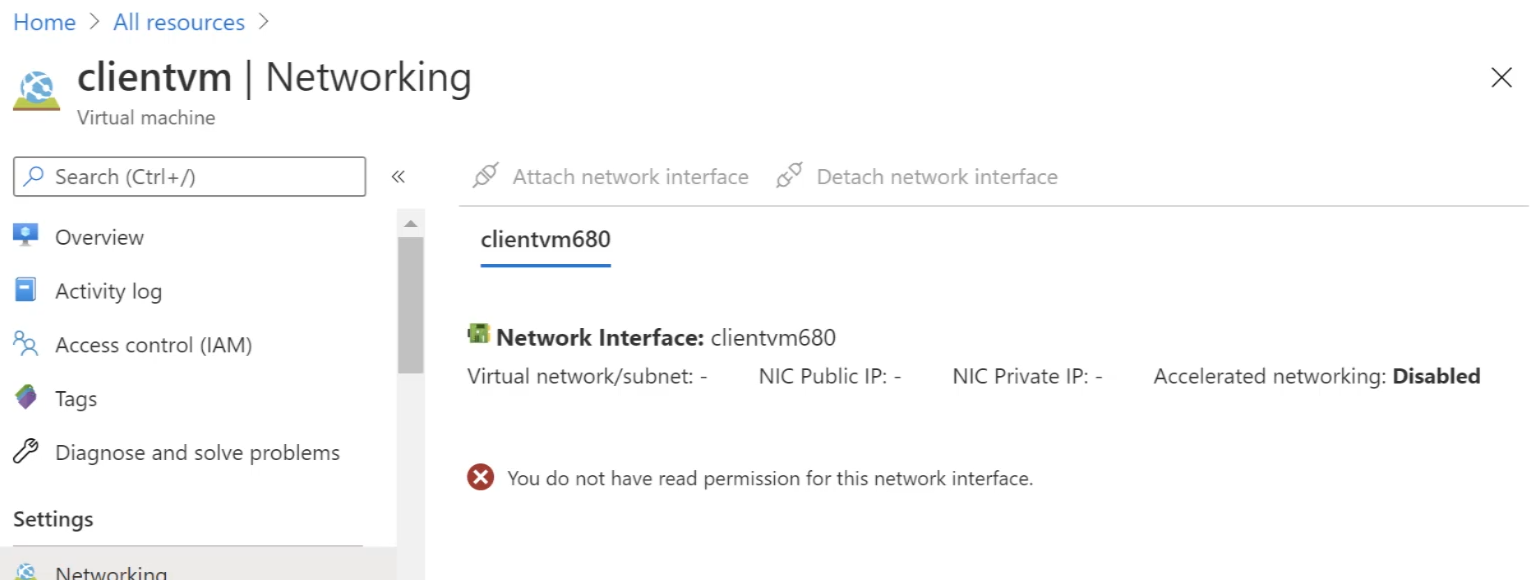 Home > All resources >
clientvm | Networking
Virtual machine
Search (Ctrl+/)
«
Attach network interface
Detach network interface
Overview
Activity log
Access control (IAM)
Tags
Diagnose and solve problems
Settings
Networking
clientvm680
Network Interface: clientvm680
Virtual network/subnet: - NIC Public IP: - NIC Private IP: - Accelerated networking: Disabled
You do not have read permission for this network interface.